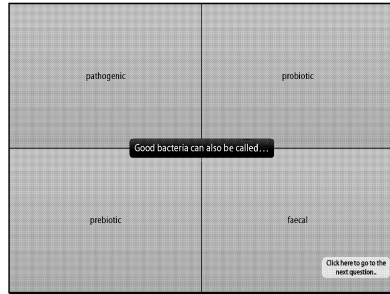 pathogenic
probiotic
Good bacteria can also be called...
prebiotic
faecal
Click here to go to the
next question..